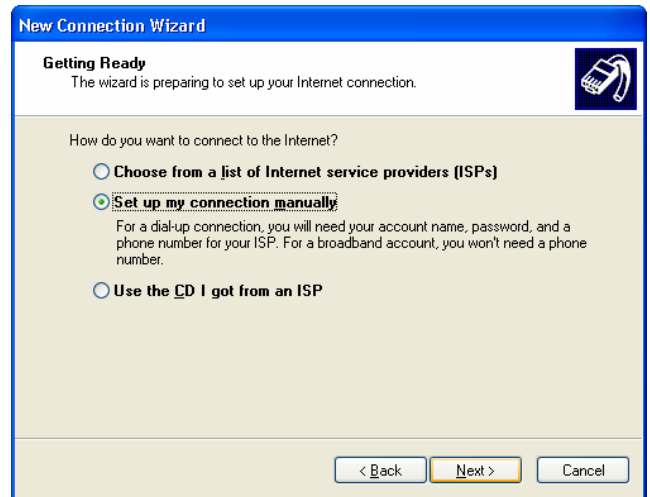 New Connection Wizard
Getting Ready
The wizard is preparing to set up your Internet connection.
How do you want to connect to the Internet?
Choose from a list of Internet service providers (ISPs)
Set up my connection manually
For a dial-up connection, you will need your account name, password, and a
phone number for your ISP. For a broadband account, you won't need a phone
number.
Use the CD I got from an ISP
< Back Next > Cancel